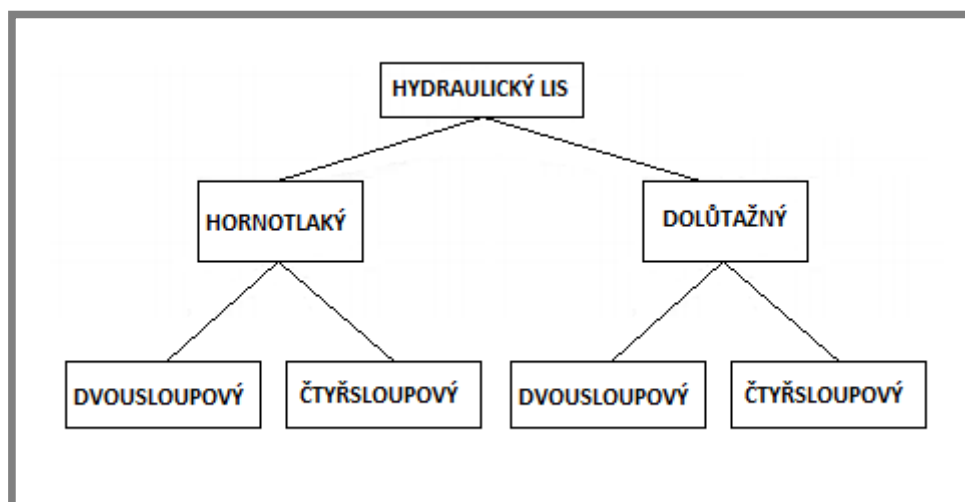 HYDRAULICKÝ LIS
HORNOTLAKÝ
DOLŮTAŽNÝ
DVOUSLOUPOVÝ
ČTYŘSLOUPOVÝ
DVOUSLOUPOVÝ
ČTYŘSLOUPOVÝ